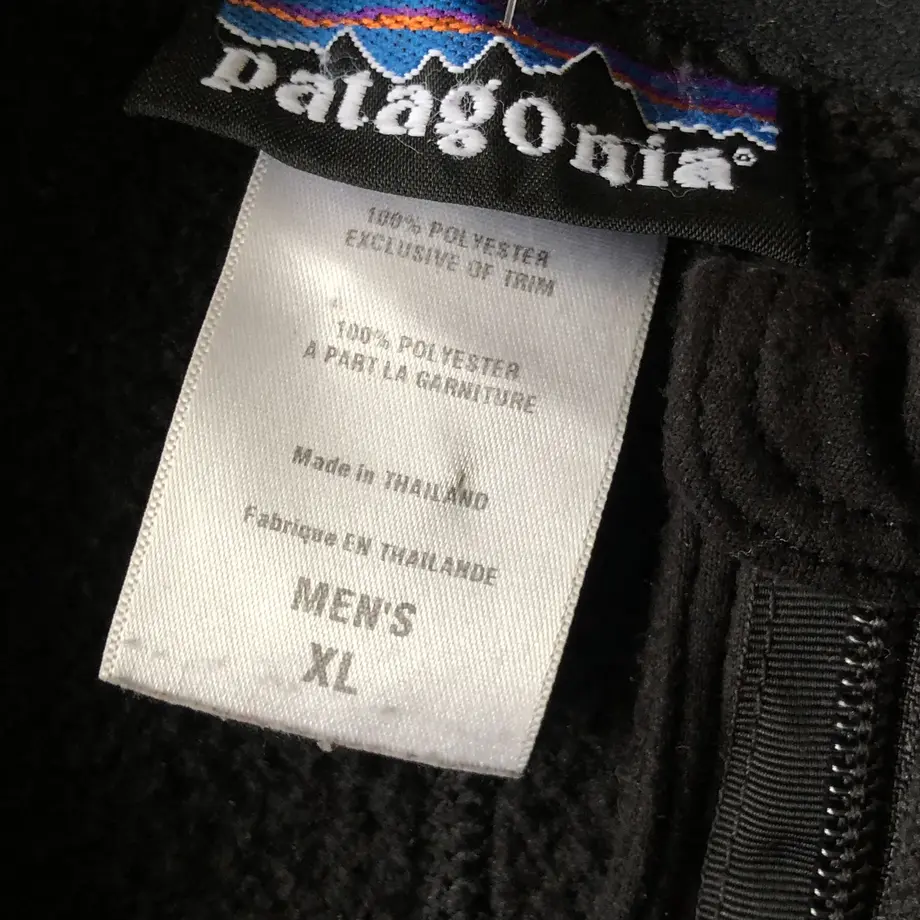 patagonia®
100% POLYESTER
EXCLUSIVE OF TRIM
100% POLYESTER
À PART LA GARNITURE
Made in THAILAND
Fabrique EN THAILANDE
MEN'S
XL